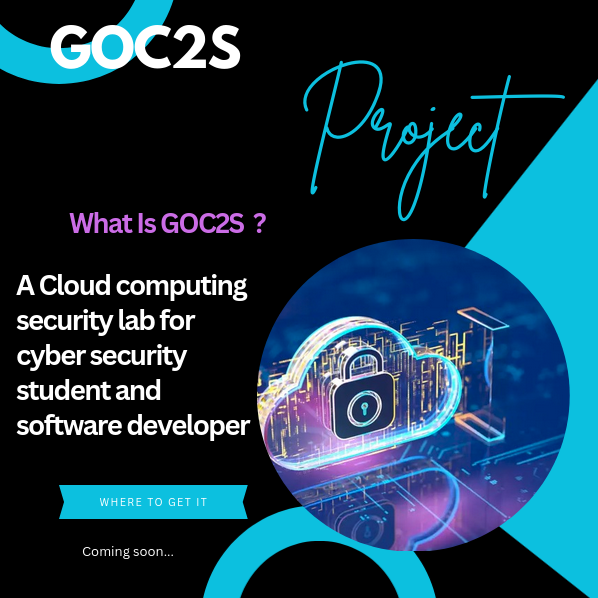 GOC2S
Project
What Is GOC2S ?
A Cloud computing
security lab for
cyber security
student and
software developer
WHERE TO GET IT
Coming soon...